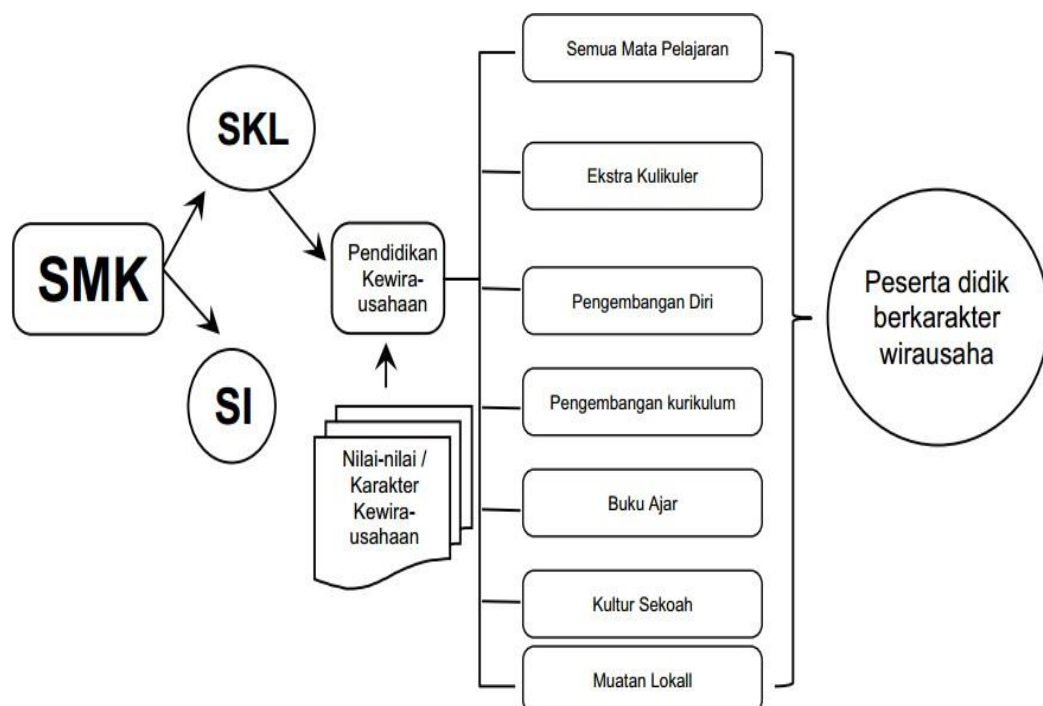 SMK
SKL
SI
Pendidikan
Kewira-
usahaan
Nilai-nilai /
Karakter
Kewira-
usahaan
Semua Mata Pelajaran
Ekstra Kulikuler
Pengembangan Diri
Pengembangan kurikulum
Buku Ajar
Kultur Sekoah
Muatan Lokall
Peserta didik
berkarakter
wirausaha